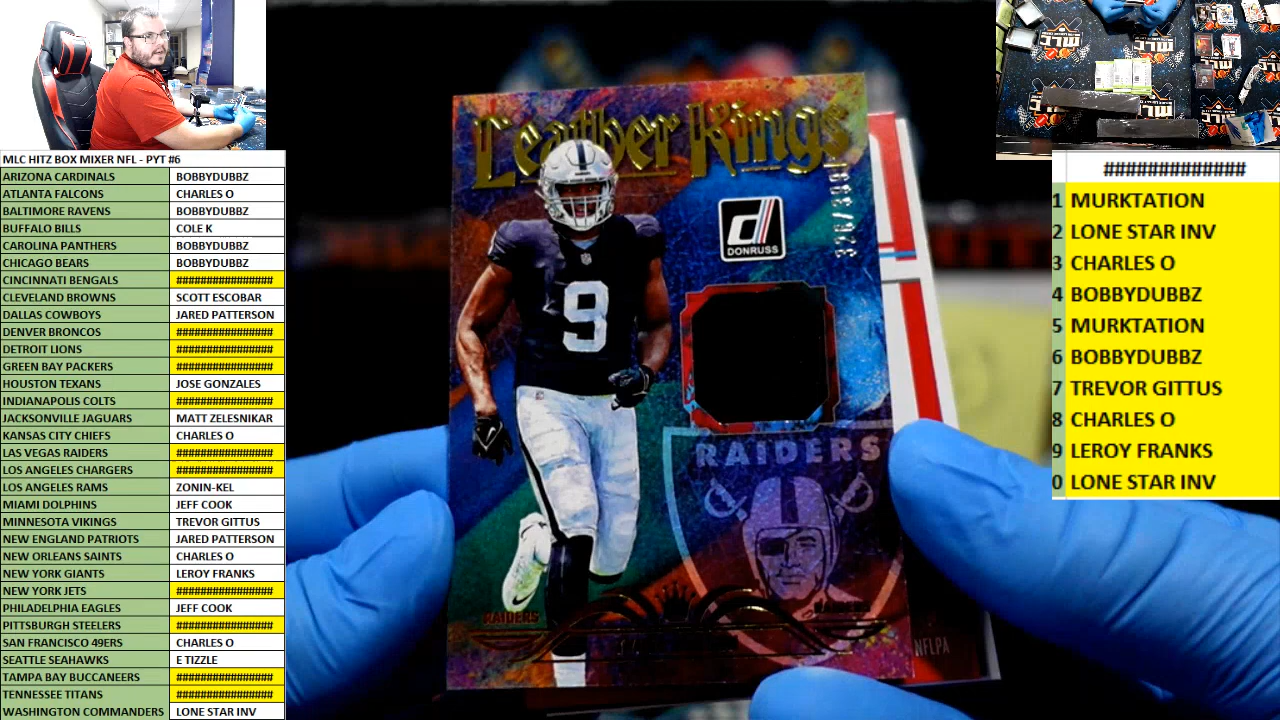 MLC HITZ BOX MIXER NFL - PYT #6
ARIZONA CARDINALS BOBBYDUBBZ
ATLANTA FALCONS CHARLES O
BALTIMORE RAVENS BOBBYDUBBZ
BUFFALO BILLS COLE K
CAROLINA PANTHERS BOBBYDUBBZ
CHICAGO BEARS BOBBYDUBBZ
CINCINNATI BENGALS ################
CLEVELAND BROWNS SCOTT ESCOBAR
DALLAS COWBOYS JARED PATTERSON
DENVER BRONCOS ################
DETROIT LIONS ################
GREEN BAY PACKERS ################
HOUSTON TEXANS JOSE GONZALES
INDIANAPOLIS COLTS ################
JACKSONVILLE JAGUARS MATT ZELESNIKAR
KANSAS CITY CHIEFS CHARLES O
LAS VEGAS RAIDERS ################
LOS ANGELES CHARGERS ################
LOS ANGELES RAMS ZONIN-KEL
MIAMI DOLPHINS JEFF COOK
MINNESOTA VIKINGS TREVOR GITTUS
NEW ENGLAND PATRIOTS JARED PATTERSON
NEW ORLEANS SAINTS CHARLES O
NEW YORK GIANTS LEROY FRANKS
NEW YORK JETS ################
PHILADELPHIA EAGLES JEFF COOK
PITTSBURGH STEELERS ################
SAN FRANCISCO 49ERS CHARLES O
SEATTLE SEAHAWKS E TIZZLE
TAMPA BAY BUCCANEERS ################
TENNESSEE TITANS ################
WASHINGTON COMMANDERS LONE STAR INV
Leather Kings
DONRUSS
9
RAIDERS
RAIDERS
RAIDERS
NFLPA
#############
1 MURKTATION
2 LONE STAR INV
3 CHARLES O
4 BOBBYDUBBZ
5 MURKTATION
6 BOBBYDUBBZ
7 TREVOR GITTUS
8 CHARLES O
9 LEROY FRANKS
0 LONE STAR INV